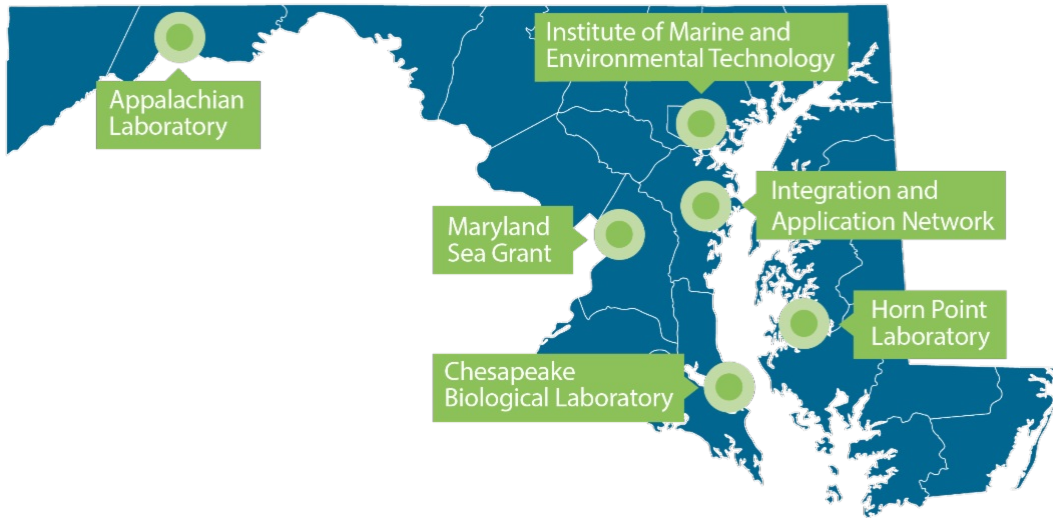 Institute of Marine and
Environmental Technology
Appalachian
Laboratory
Integration and
Application Network
Maryland
Sea Grant
Horn Point
Laboratory
Chesapeake
Biological Laboratory